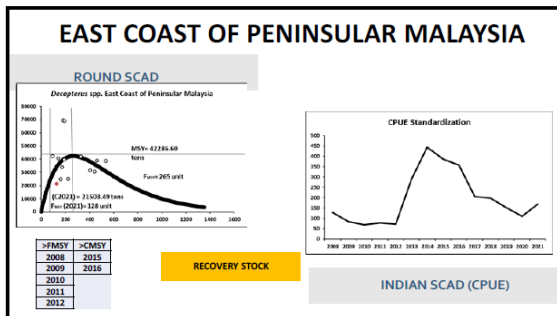 EAST COAST OF PENINSULAR MALAYSIA
ROUND SCAD
Decapterus spp. East Coast of Peninsular Malaysia
80000
70000
60000
50000
40000
30000
20000
10000
0
MSY= 42286.60
tons
FMSY= 265 unit
(C2021)= 21503.49 tons
(2021)= 128 unit
0 200 400 600 800 1000 1200 1400 1600
>FMSY >CMSY
2008 2015
2009 2016
2010
2011
2012
RECOVERY STOCK
CPUE Standardization
500
450
400
350
300
250
200
150
100
50
0
2008 2009 2010 2011 2012 2013 2014 2015 2016 2017 2018 2019 2020 2021
INDIAN SCAD (CPUE)